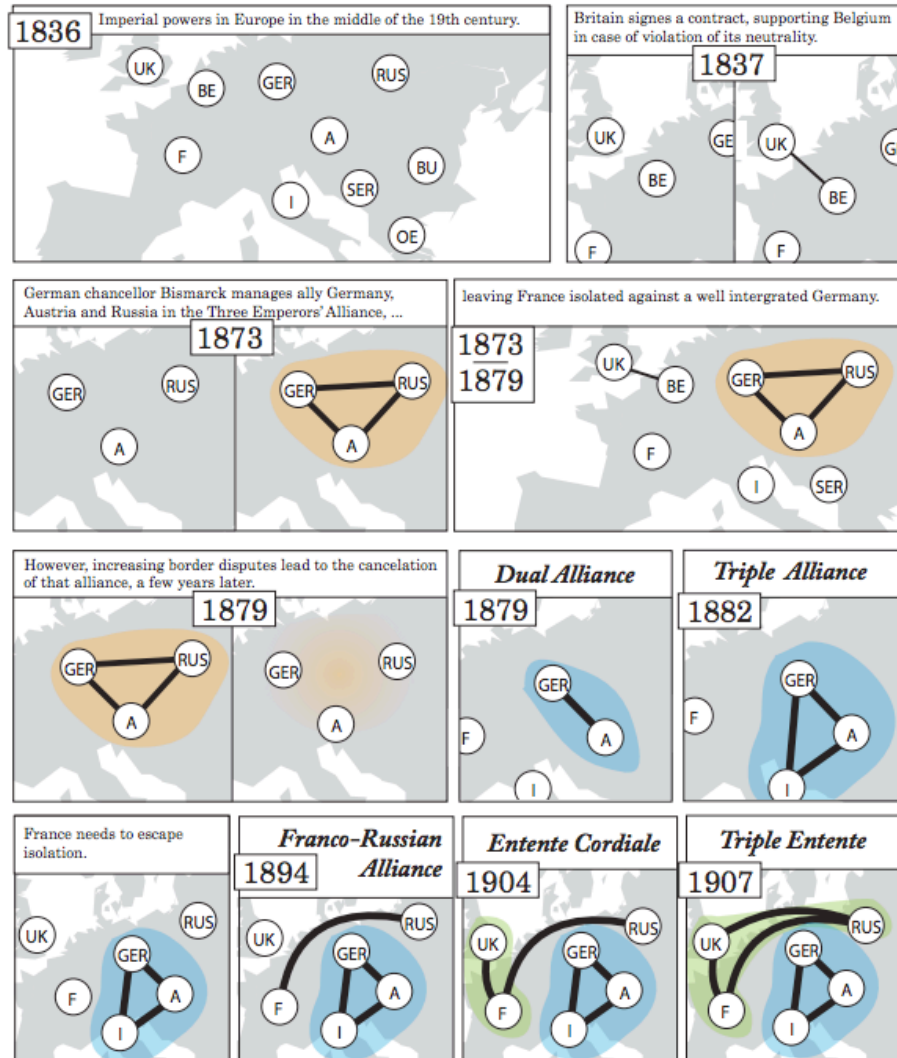 Imperial powers in Europe in the middle of the 19th century.
1836
UK
BE
GER
RUS
F
A
BU
I
SER
OE
Britain signes a contract, supporting Belgium
in case of violation of its neutrality.
1837
UK
GE
BE
F
UK
GE
BE
F
German chancellor Bismarck manages ally Germany,
Austria and Russia in the Three Emperors' Alliance, ...
1873
GER
RUS
A
GER
RUS
A
leaving France isolated against a well intergrated Germany.
1873
1879
UK
BE
GER
RUS
A
F
I
SER
However, increasing border disputes lead to the cancelation
of that alliance, a few years later.
1879
GER
RUS
A
GER
RUS
A
Dual Alliance
1879
GER
F
A
I
Triple Alliance
1882
GER
F
A
I
France needs to escape
isolation.
UK
RUS
GER
F
A
I
Franco-Russian
Alliance
1894
UK
RUS
GER
F
A
I
Entente Cordiale
1904
UK
RUS
GER
F
A
I
Triple Entente
1907
UK
RUS
GER
F
A
I